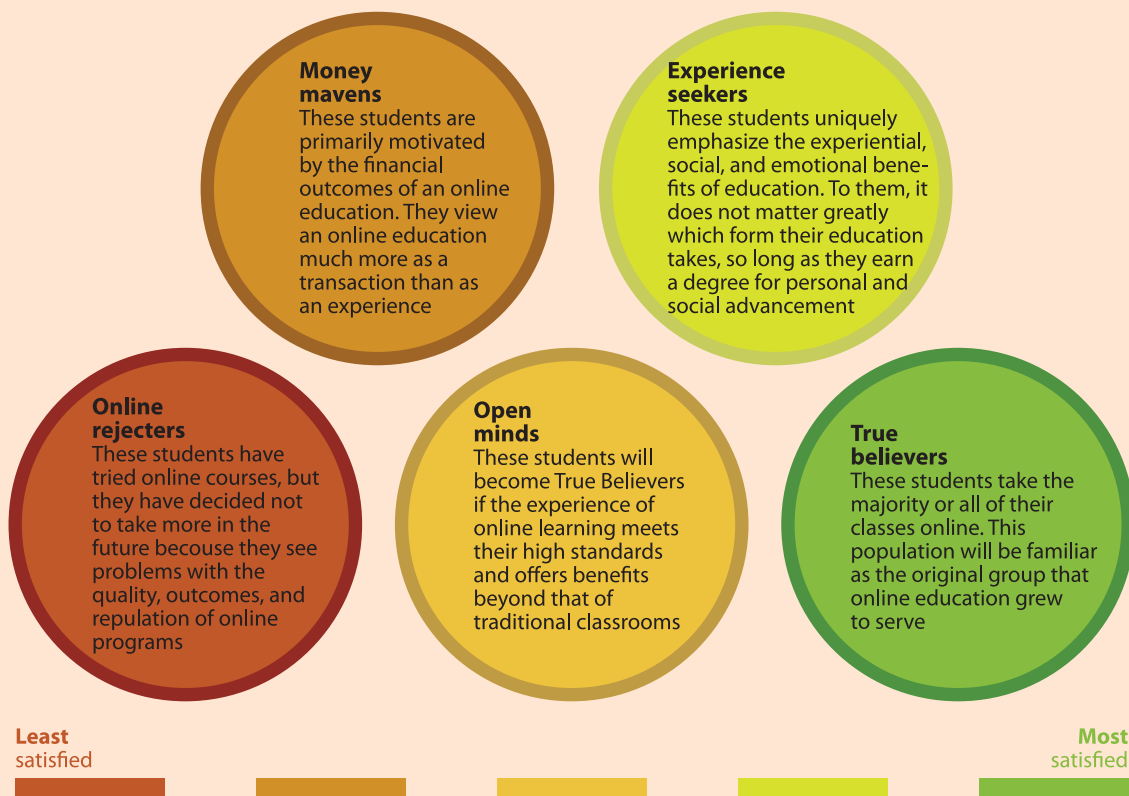 Money
mavens
These students are
primarily motivated
by the financial
outcomes of an online
education. They view
an online education
much more as a
transaction than as
an experience
Experience
seekers
These students uniquely
emphasize the experiential,
social, and emotional bene-
fits of education. To them, it
does not matter greatly
which form their education
takes, so long as they earn
a degree for personal and
social advancement
Online
rejecters
These students have
tried online courses, but
they have decided not
to take more in the
future becouse they see
problems with the
quality, outcomes, and
repulation of online
programs
Open
minds
These students will
become True Believers
if the experience of
online learning meets
their high standards
and offers benefits
beyond that of
traditional classrooms
True
believers
These students take the
majority or all of their
classes online. This
population will be familiar
as the original group that
online education grew
to serve
Least
satisfied
Most
satisfied